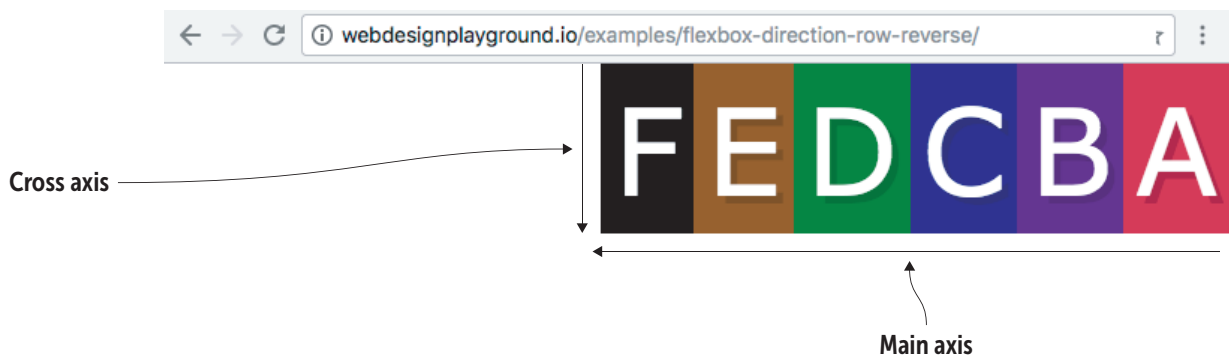 webdesignplayground.io/examples/flexbox-direction-row-reverse/
F E D C B A
Cross axis
Main axis